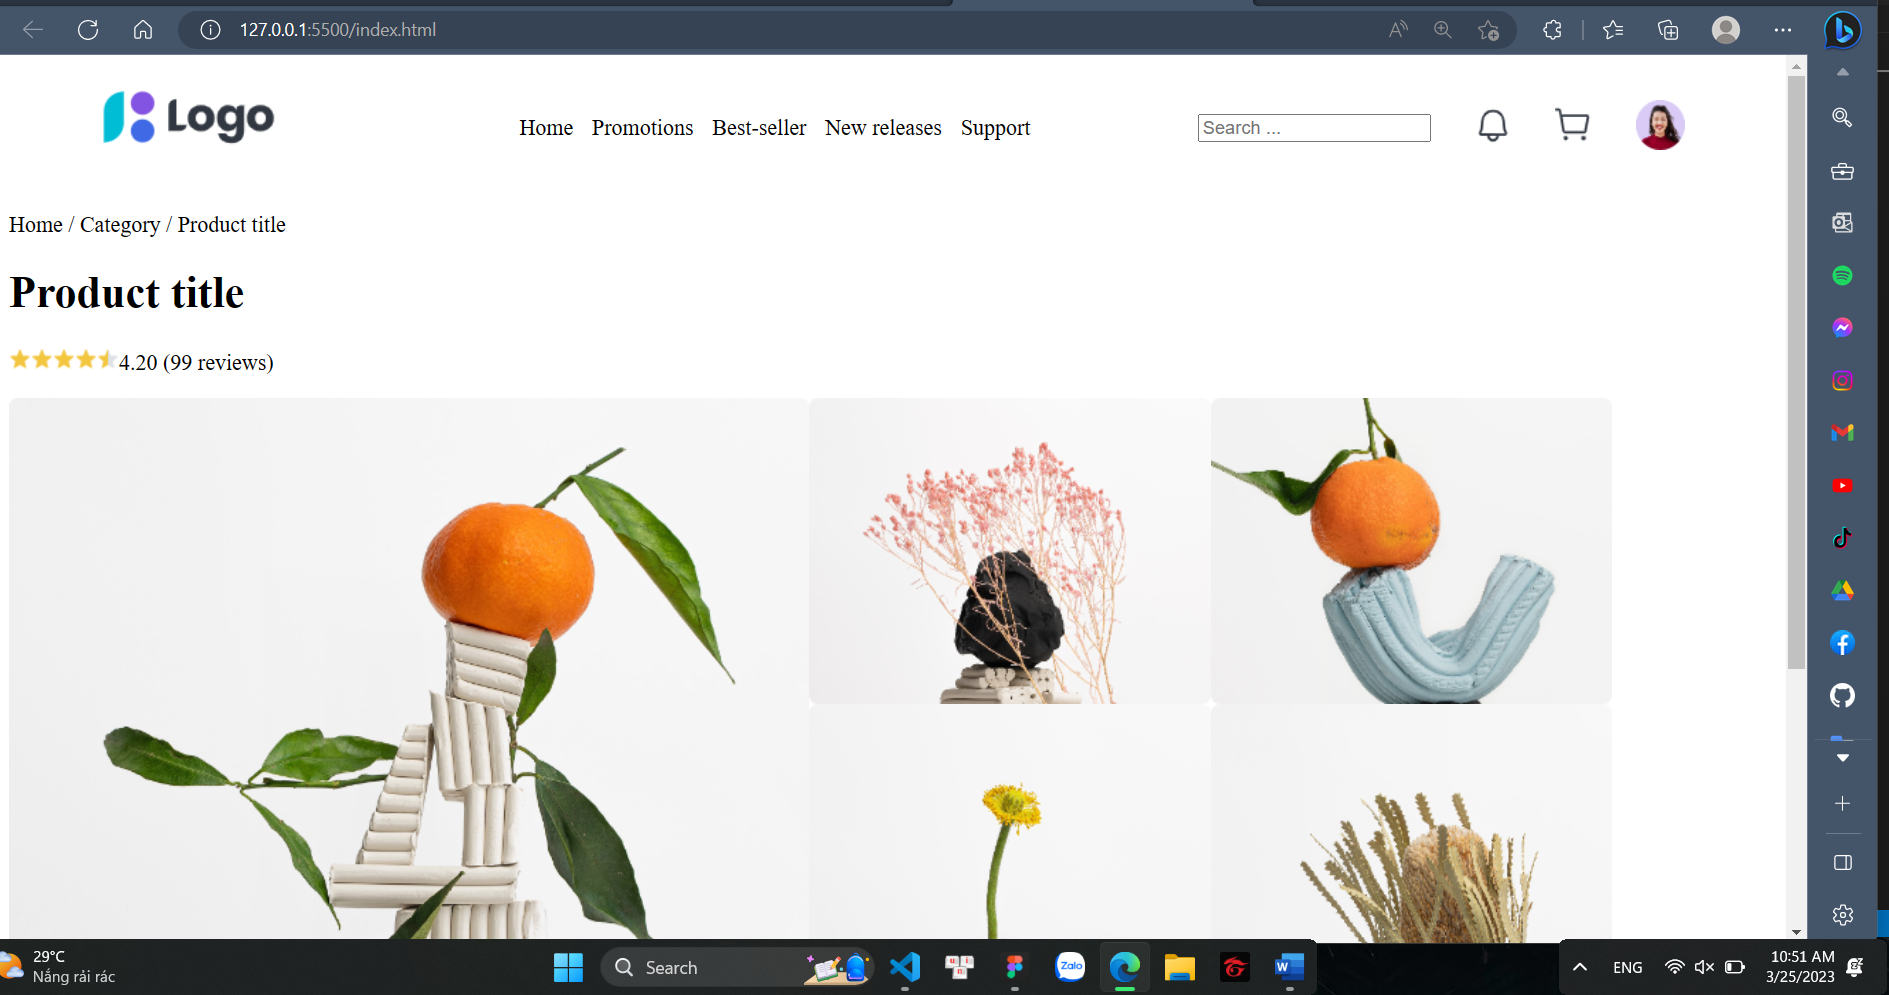 127.0.0.1:5500/index.html
Logo
Home Promotions Best-seller New releases Support
Search ...
Home / Category / Product title
Product title
4.20 (99 reviews)
29°C
Nắng rải rác
Search
Zalo
W
ENG
10:51 AM
3/25/2023